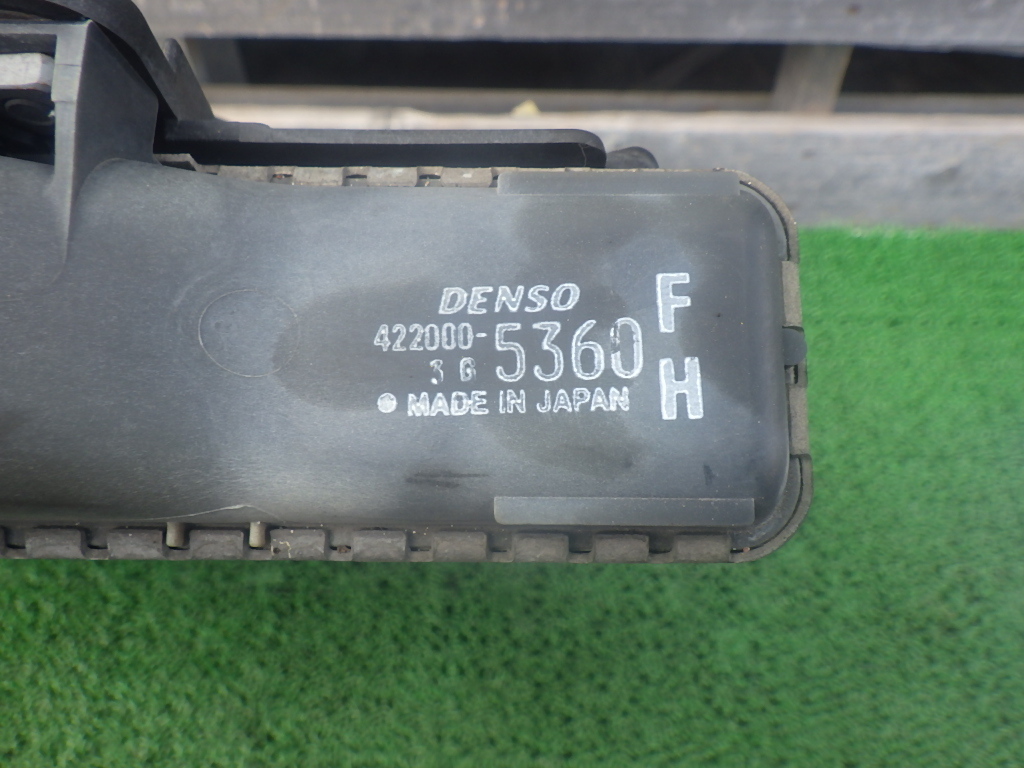 DENSO
422000-5360
3 G
MADE IN JAPAN
F
H